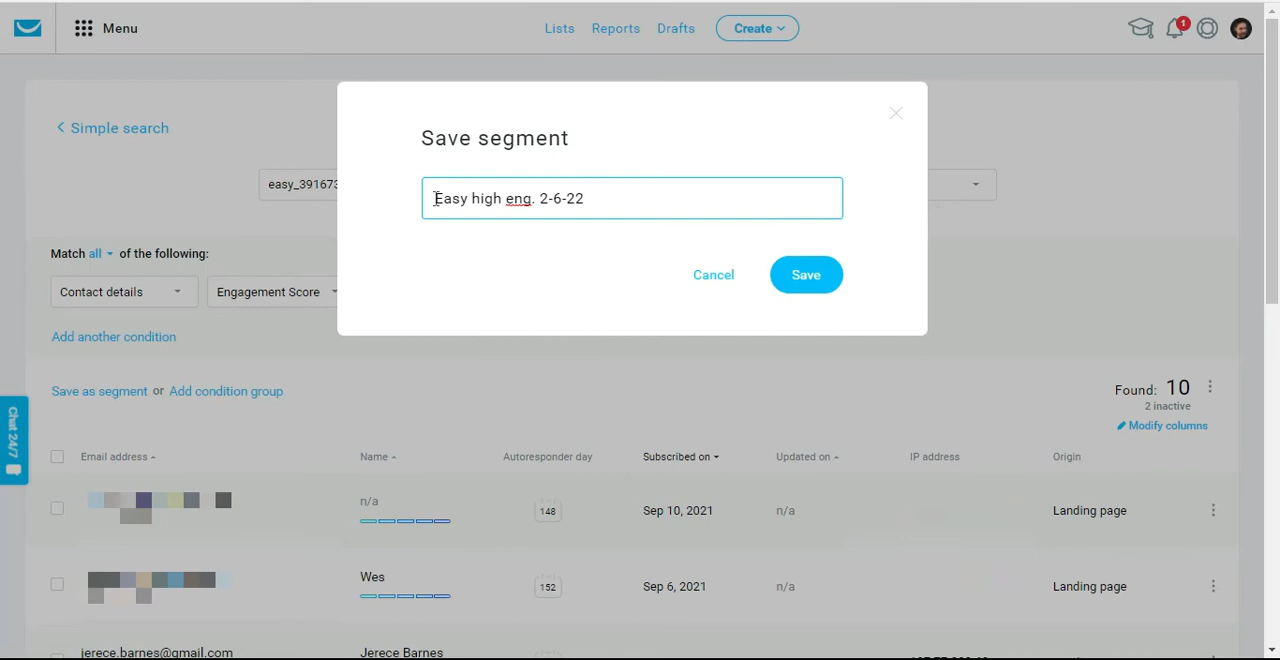 Menu
Lists
Reports
Drafts
Create
1
Simple search
Save segment
easy_391673
Easy high eng. 2-6-22
Match all of the following:
Cancel
Save
Contact details
Engagement Score
Add another condition
Save as segment or Add condition group
Found: 10
2 inactive
Modify columns
Chat 24/7
Email address
Name
Autoresponder day
Subscribed on
Updated on
IP address
Origin
n/a
148
Sep 10, 2021
n/a
Landing page
Wes
152
Sep 6, 2021
n/a
Landing page
jerece.barnes@gmail.com
Jerece Barnes